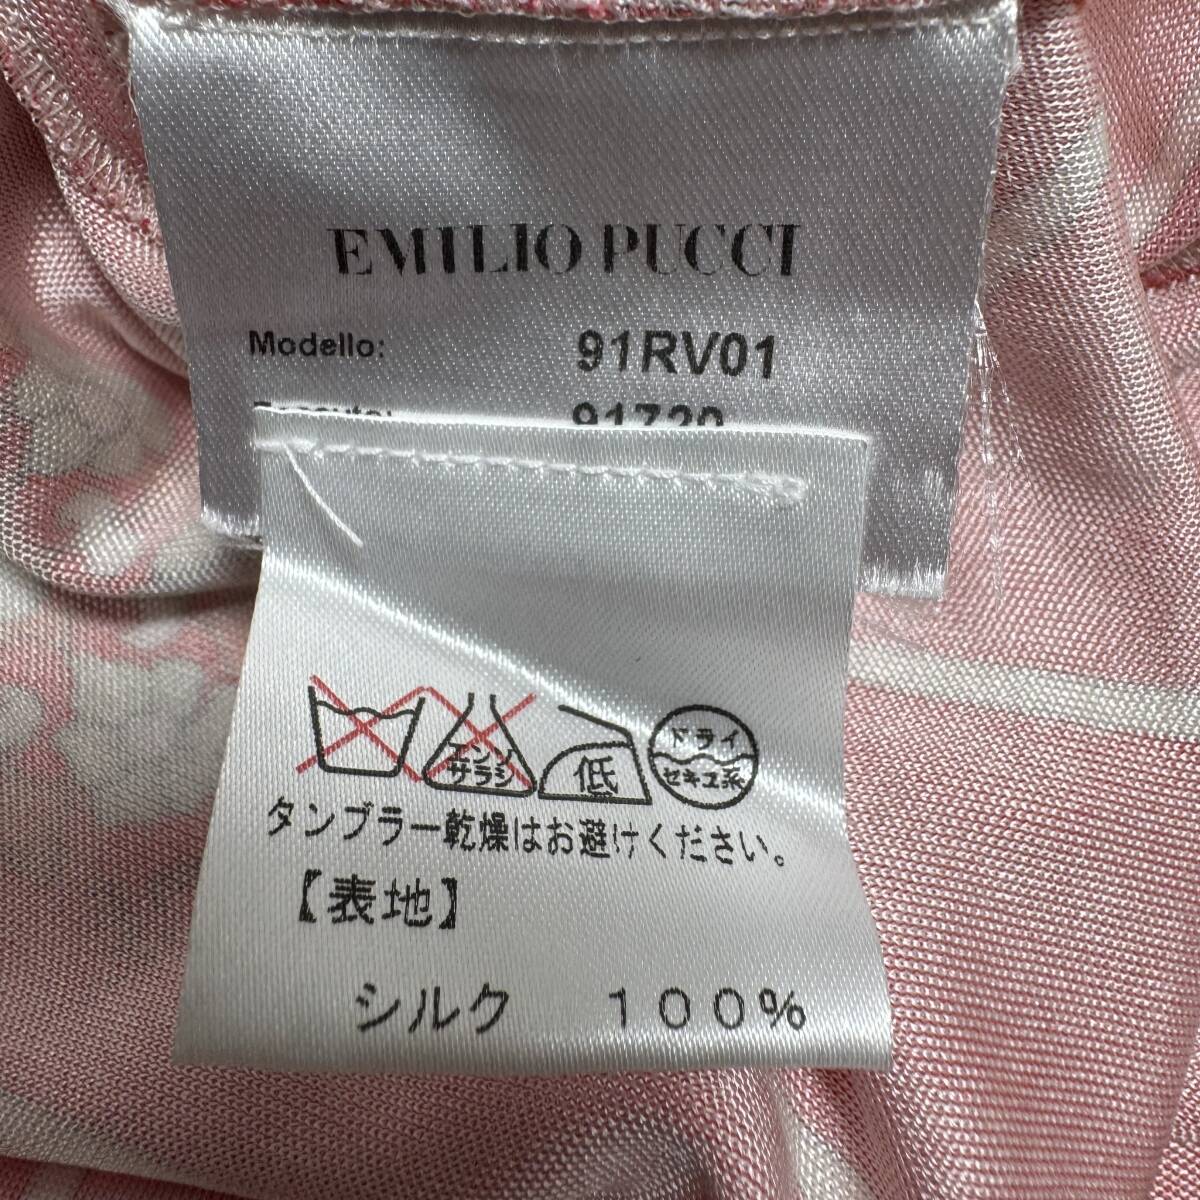 EMILIO PUCCI
Modello: 91RV01
91720
エンソ
サラシ
低
ドライ
セキユ系
タンブラー乾燥はお避けください。
【表地】
シルク 100%